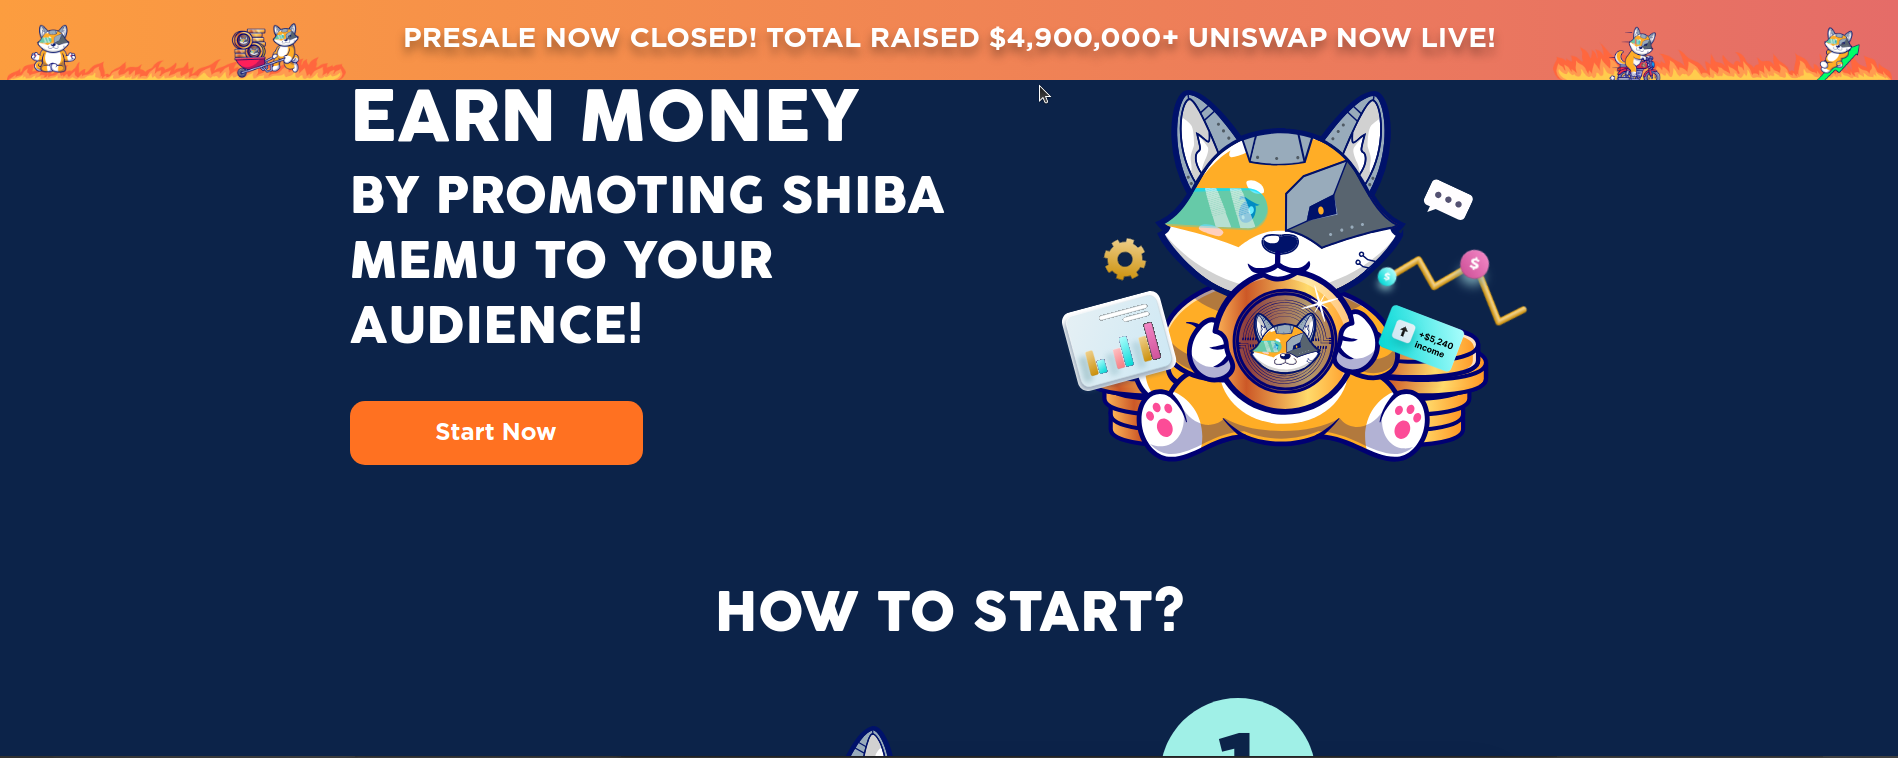 PRESALE NOW CLOSED! TOTAL RAISED $4,900,000+ UNISWAP NOW LIVE!
EARN MONEY
BY PROMOTING SHIBA
MEMU TO YOUR
AUDIENCE!
Start Now
$
$
+$5,240
income
HOW TO START?
1